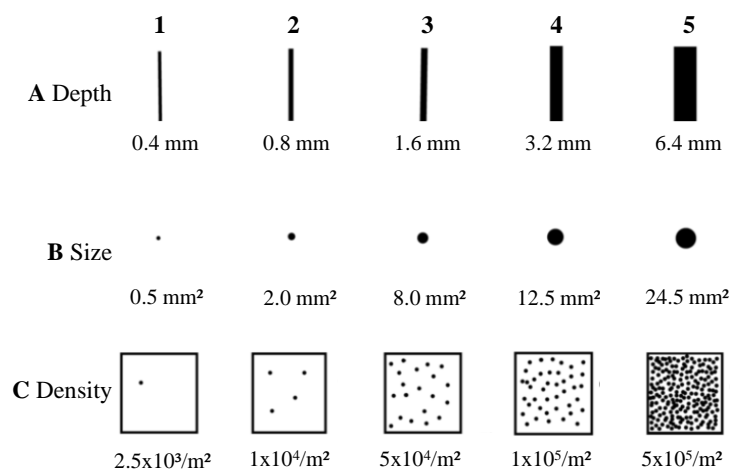 1 2 3 4 5
A Depth
0.4 mm 0.8 mm 1.6 mm 3.2 mm 6.4 mm
B Size
0.5 mm² 2.0 mm² 8.0 mm² 12.5 mm² 24.5 mm²
C Density
2.5x10³/m² 1x10⁴/m² 5x10⁴/m² 1x10⁵/m² 5x10⁵/m²